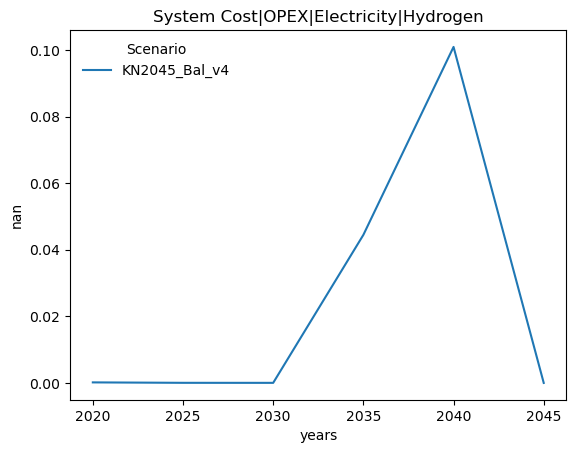 System Cost|OPEX|Electricity|Hydrogen
Scenario
KN2045_Bal_v4
0.10
0.08
0.06
0.04
0.02
0.00
nan
2020 2025 2030 2035 2040 2045
years